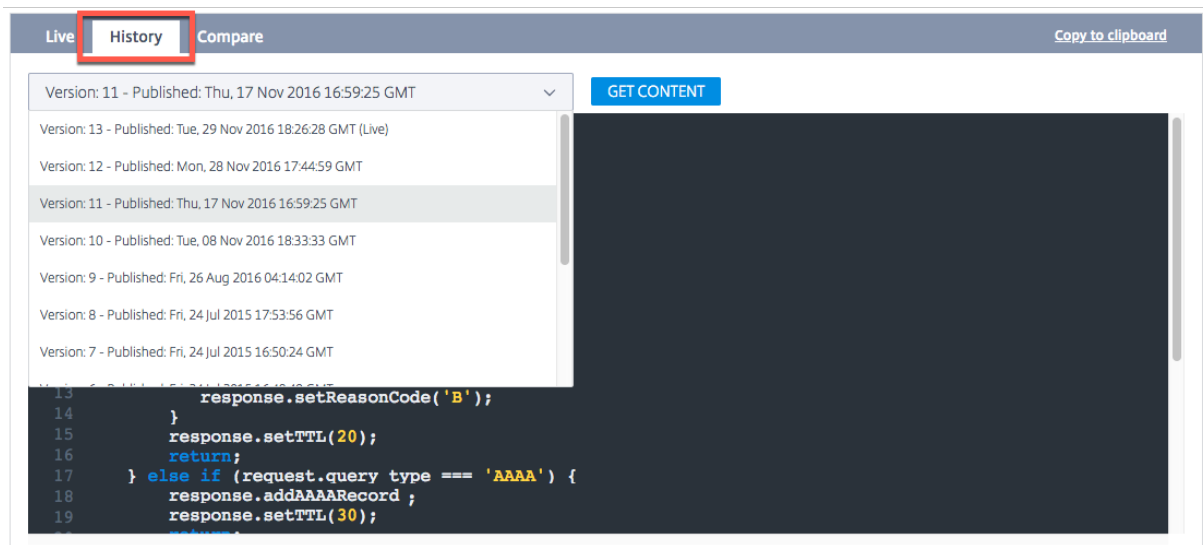 Live History Compare Copy to clipboard
Version: 11 - Published: Thu, 17 Nov 2016 16:59:25 GMT GET CONTENT
Version: 13 - Published: Tue, 29 Nov 2016 18:26:28 GMT (Live)
Version: 12 - Published: Mon, 28 Nov 2016 17:44:59 GMT
Version: 11 - Published: Thu, 17 Nov 2016 16:59:25 GMT
Version: 10 - Published: Tue, 08 Nov 2016 18:33:33 GMT
Version: 9 - Published: Fri, 26 Aug 2016 04:14:02 GMT
Version: 8 - Published: Fri, 24 Jul 2015 17:53:56 GMT
Version: 7 - Published: Fri, 24 Jul 2015 16:50:24 GMT
13 response.setReasonCode('B');
14 }
15 response.setTTL(20);
16 return;
17 } else if (request.query type === 'AAAA') {
18 response.addAAAARecord ;
19 response.setTTL(30);